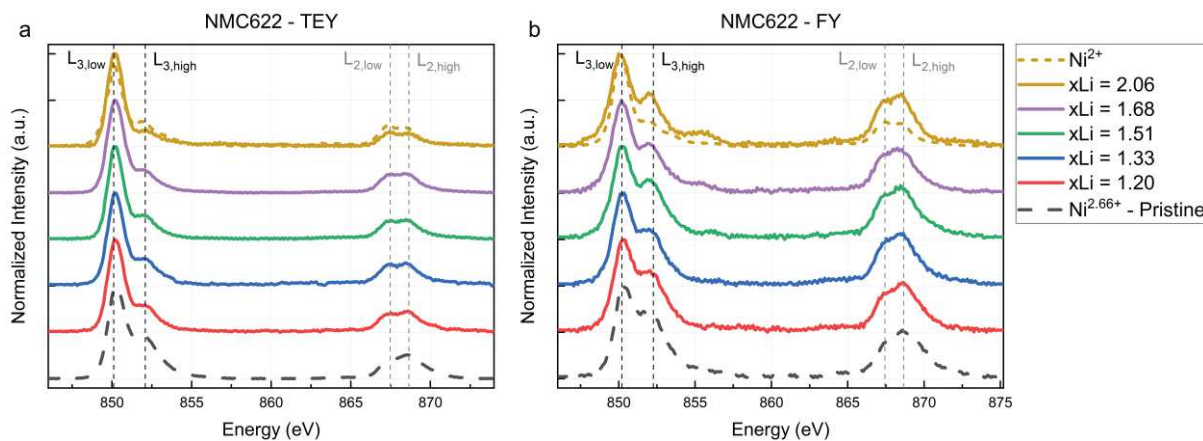 NMC622 - TEY
NMC622 - FY
a
L3,low
L3,high
L2,low
L2,high
Normalized Intensity (a.u.)
850
855
860
865
870
Energy (eV)
b
L3,low
L3,high
L2,low
L2,high
Normalized Intensity (a.u.)
850
855
860
865
870
875
Energy (eV)
Ni2+
xLi = 2.06
xLi = 1.68
xLi = 1.51
xLi = 1.33
xLi = 1.20
Ni2.66+ - Pristine